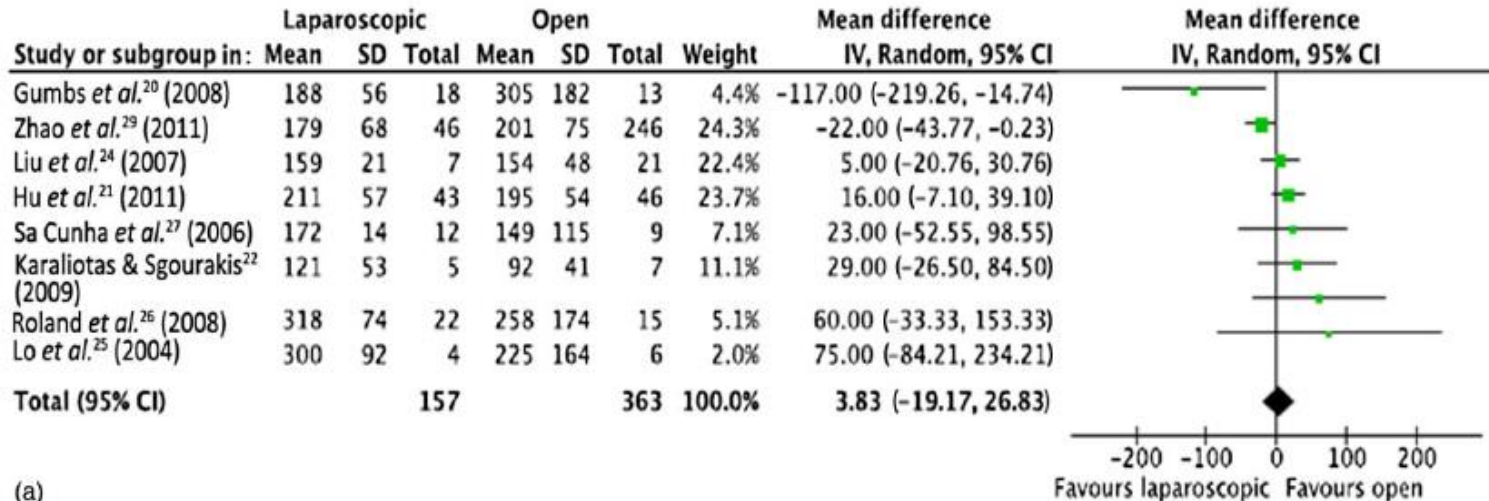 Laparoscopic Open Mean difference Mean difference
Study or subgroup in: Mean SD Total Mean SD Total Weight IV, Random, 95% CI IV, Random, 95% CI
Gumbs et al.20 (2008) 188 56 18 305 182 13 4.4% −117.00 (−219.26, −14.74)
Zhao et al.29 (2011) 179 68 46 201 75 246 24.3% −22.00 (−43.77, −0.23)
Liu et al.24 (2007) 159 21 7 154 48 21 22.4% 5.00 (−20.76, 30.76)
Hu et al.21 (2011) 211 57 43 195 54 46 23.7% 16.00 (−7.10, 39.10)
Sa Cunha et al.27 (2006) 172 14 12 149 115 9 7.1% 23.00 (−52.55, 98.55)
Karaliotas & Sgourakis22 121 53 5 92 41 7 11.1% 29.00 (−26.50, 84.50)
(2009)
Roland et al.26 (2008) 318 74 22 258 174 15 5.1% 60.00 (−33.33, 153.33)
Lo et al.25 (2004) 300 92 4 225 164 6 2.0% 75.00 (−84.21, 234.21)
Total (95% CI) 157 363 100.0% 3.83 (−19.17, 26.83)
−200 −100 0 100 200
(a) Favours laparoscopic Favours open